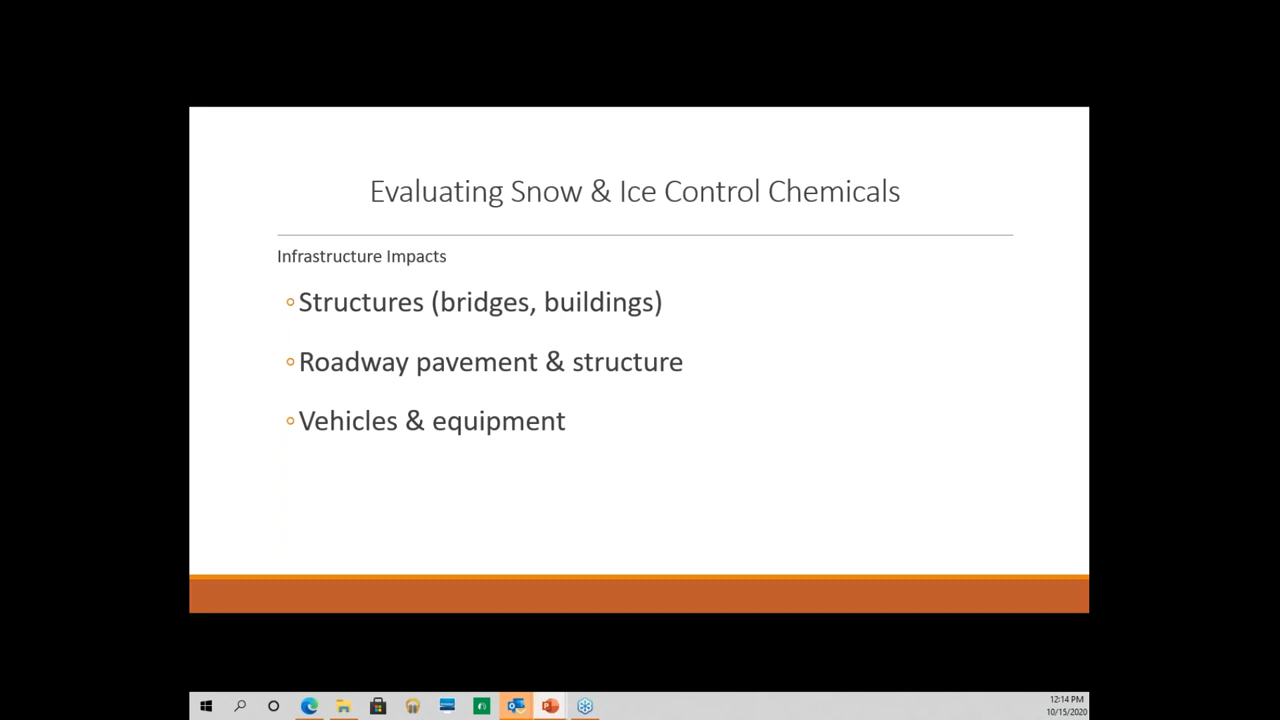 Evaluating Snow & Ice Control Chemicals
Infrastructure Impacts
Structures (bridges, buildings)
Roadway pavement & structure
Vehicles & equipment
12:14 PM
10/15/2020